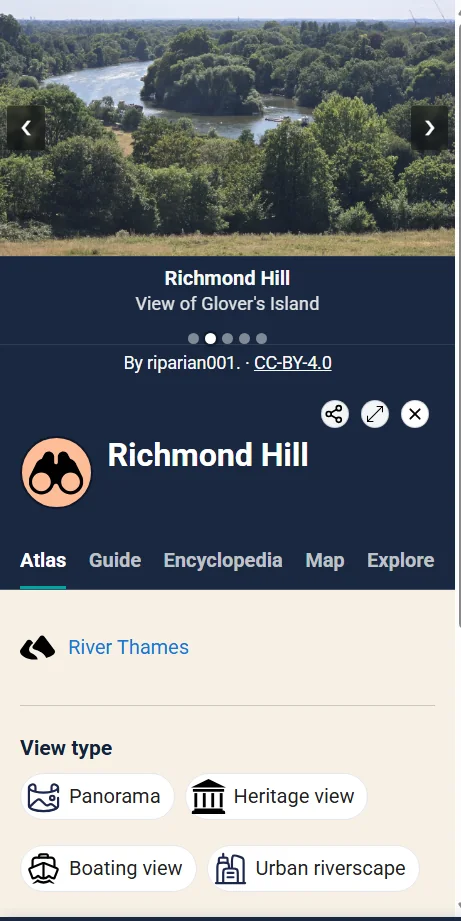 Richmond Hill
View of Glover's Island
By riparian001. · CC-BY-4.0
Richmond Hill
Atlas Guide Encyclopedia Map Explore
River Thames
View type
Panorama Heritage view
Boating view Urban riverscape